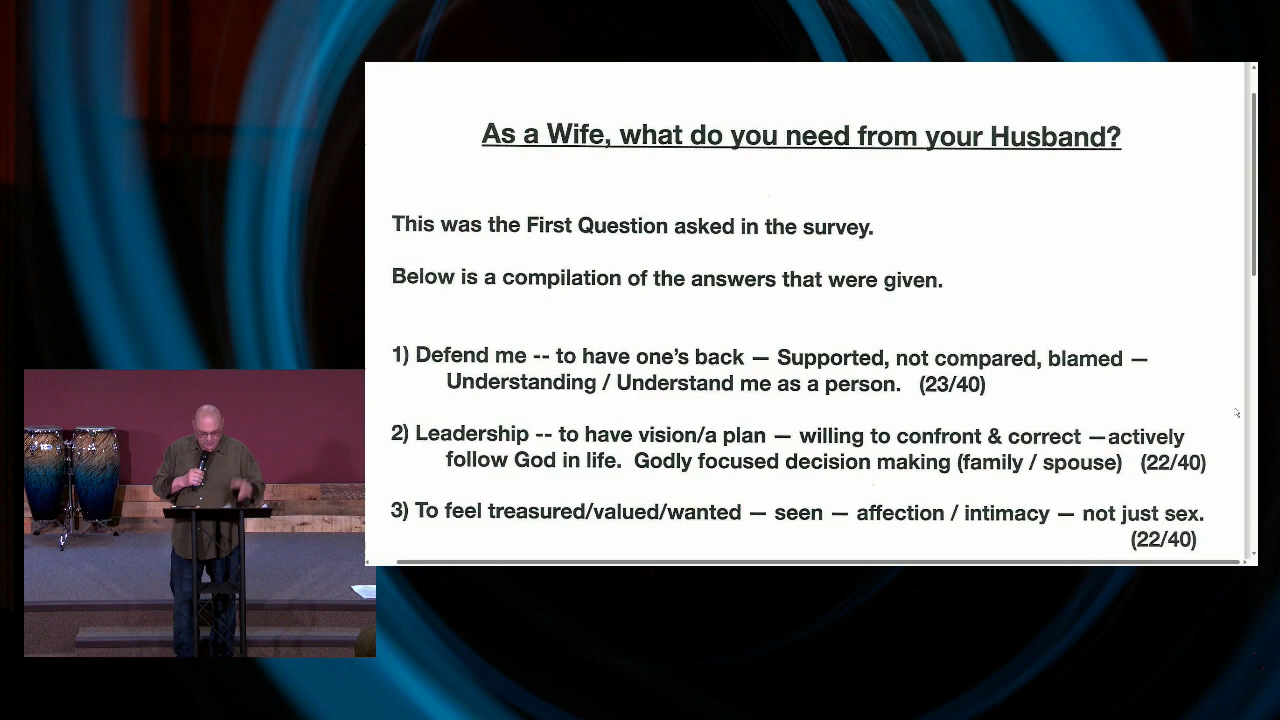 As a Wife, what do you need from your Husband?
This was the First Question asked in the survey.
Below is a compilation of the answers that were given.
1) Defend me -- to have one’s back — Supported, not compared, blamed —
Understanding / Understand me as a person. (23/40)
2) Leadership -- to have vision/a plan — willing to confront & correct —actively
follow God in life. Godly focused decision making (family / spouse) (22/40)
3) To feel treasured/valued/wanted — seen — affection / intimacy — not just sex.
(22/40)